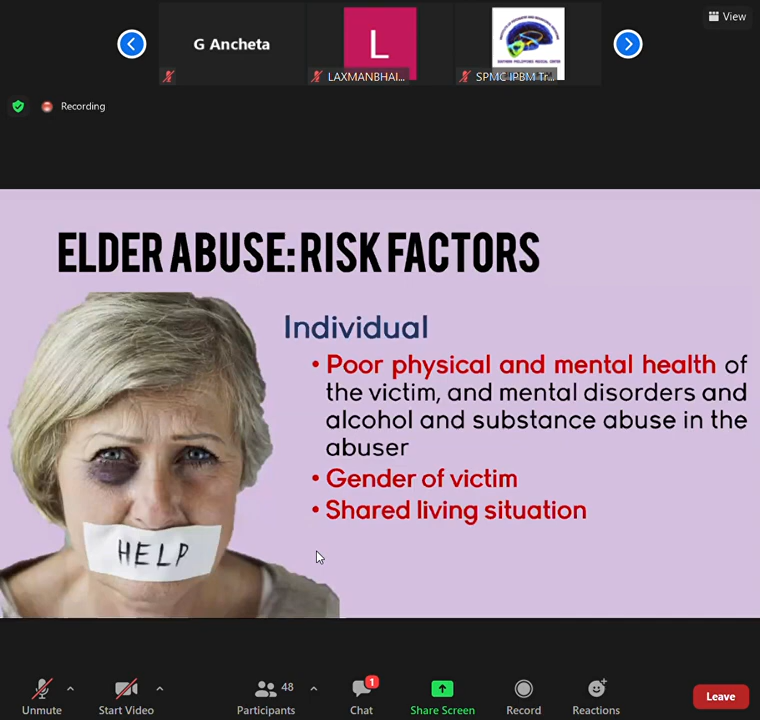 View
G Ancheta
L
LAXMANBHAI...
SPMC IPBM Tr...
Recording
ELDER ABUSE: RISK FACTORS
Individual
• Poor physical and mental health of
the victim, and mental disorders and
alcohol and substance abuse in the
abuser
• Gender of victim
• Shared living situation
HELP
48
1
Unmute
Start Video
Participants
Chat
Share Screen
Record
Reactions
Leave